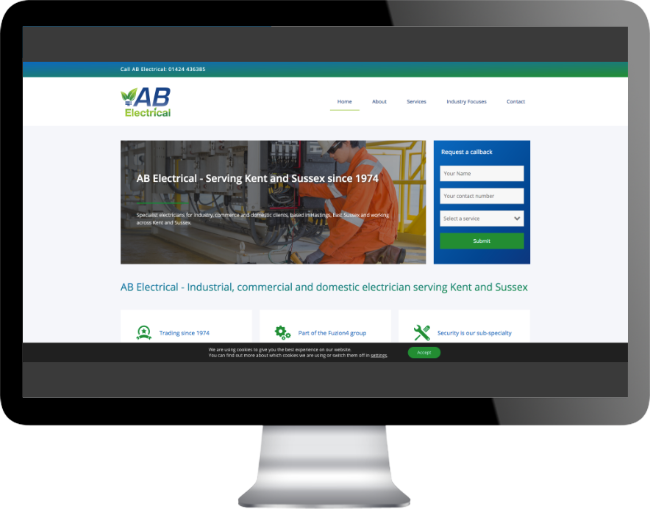 Call AB Electrical: 01424 436385
AB
Electrical
Home About Services Industry Focuses Contact
AB Electrical - Serving Kent and Sussex since 1974
Specialist electricians for industry, commerce and domestic clients, based in Hastings, East Sussex and working
across Kent and Sussex.
Request a callback
Your Name
Your contact number
Select a service
Submit
AB Electrical - Industrial, commercial and domestic electrician serving Kent and Sussex
Trading since 1974
Part of the Fuzion4 group
Security is our sub-specialty
We are using cookies to give you the best experience on our website.
You can find out more about which cookies we are using or switch them off in settings.
Accept